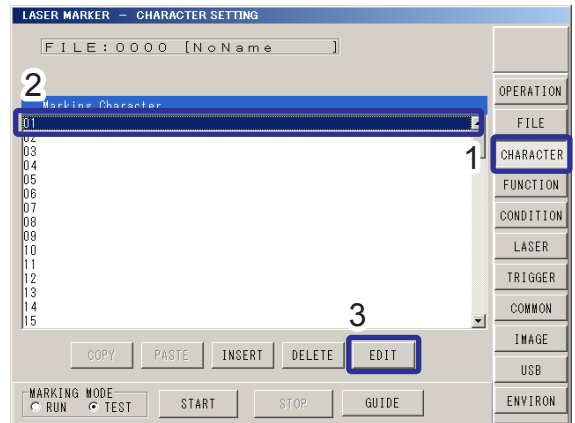 LASER MARKER － CHARACTER SETTING
FILE:0000 [NoName ]
2
Marking Character
01
02
03
04
05
06
07
08
09
10
11
12
13
14
15
1
3
COPY PASTE INSERT DELETE EDIT
MARKING MODE
RUN TEST START STOP GUIDE
OPERATION
FILE
CHARACTER
FUNCTION
CONDITION
LASER
TRIGGER
COMMON
IMAGE
USB
ENVIRON